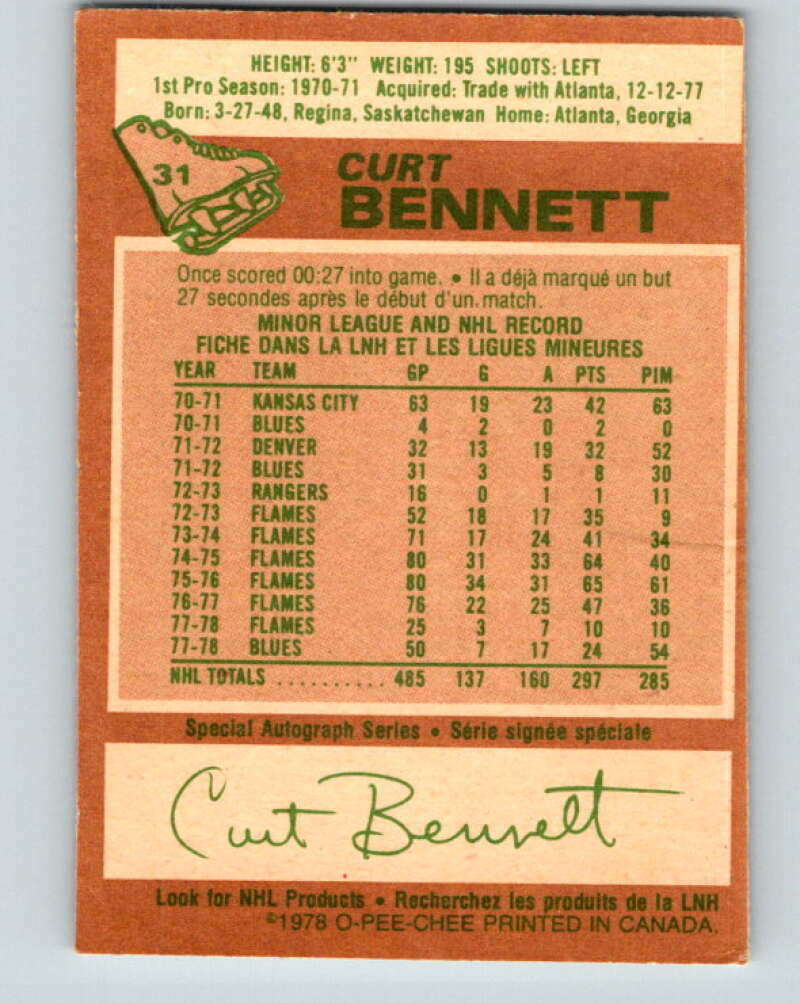 HEIGHT: 6'3" WEIGHT: 195 SHOOTS: LEFT
1st Pro Season: 1970-71 Acquired: Trade with Atlanta, 12-12-77
Born: 3-27-48, Regina, Saskatchewan Home: Atlanta, Georgia
31
CURT
BENNETT
Once scored 00:27 into game. • Il a déjà marqué un but
27 secondes après le début d'un match.
MINOR LEAGUE AND NHL RECORD
FICHE DANS LA LNH ET LES LIGUES MINEURES
YEAR TEAM GP G A PTS PIM
70-71 KANSAS CITY 63 19 23 42 63
70-71 BLUES 4 2 0 2 0
71-72 DENVER 32 13 19 32 52
71-72 BLUES 31 3 5 8 30
72-73 RANGERS 16 0 1 1 11
72-73 FLAMES 52 18 17 35 9
73-74 FLAMES 71 17 24 41 34
74-75 FLAMES 80 31 33 64 40
75-76 FLAMES 80 34 31 65 61
76-77 FLAMES 76 22 25 47 36
77-78 FLAMES 25 3 7 10 10
77-78 BLUES 50 7 17 24 54
NHL TOTALS .......... 485 137 160 297 285
Special Autograph Series • Série signée spéciale
Curt Bennett
Look for NHL Products • Recherchez les produits de la LNH
©1978 O-PEE-CHEE PRINTED IN CANADA.